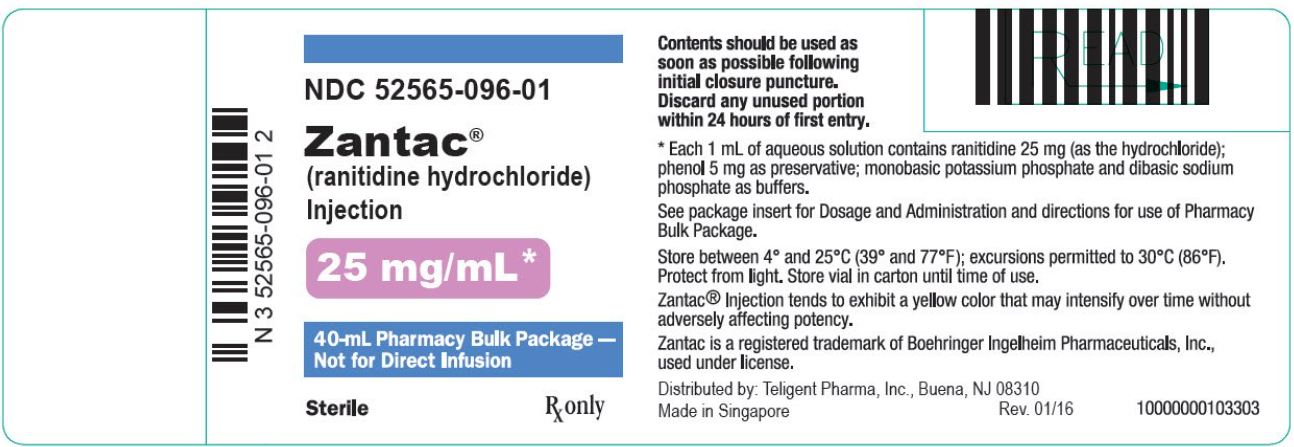 N 3 52565-096-01 2
NDC 52565-096-01
Zantac®
(ranitidine hydrochloride)
Injection
25 mg/mL*
40-mL Pharmacy Bulk Package —
Not for Direct Infusion
Sterile
Rx only
Contents should be used as
soon as possible following
initial closure puncture.
Discard any unused portion
within 24 hours of first entry.
READ
* Each 1 mL of aqueous solution contains ranitidine 25 mg (as the hydrochloride);
phenol 5 mg as preservative; monobasic potassium phosphate and dibasic sodium
phosphate as buffers.
See package insert for Dosage and Administration and directions for use of Pharmacy
Bulk Package.
Store between 4° and 25°C (39° and 77°F); excursions permitted to 30°C (86°F).
Protect from light. Store vial in carton until time of use.
Zantac® Injection tends to exhibit a yellow color that may intensify over time without
adversely affecting potency.
Zantac is a registered trademark of Boehringer Ingelheim Pharmaceuticals, Inc.,
used under license.
Distributed by: Teligent Pharma, Inc., Buena, NJ 08310
Made in Singapore
Rev. 01/16
10000000103303